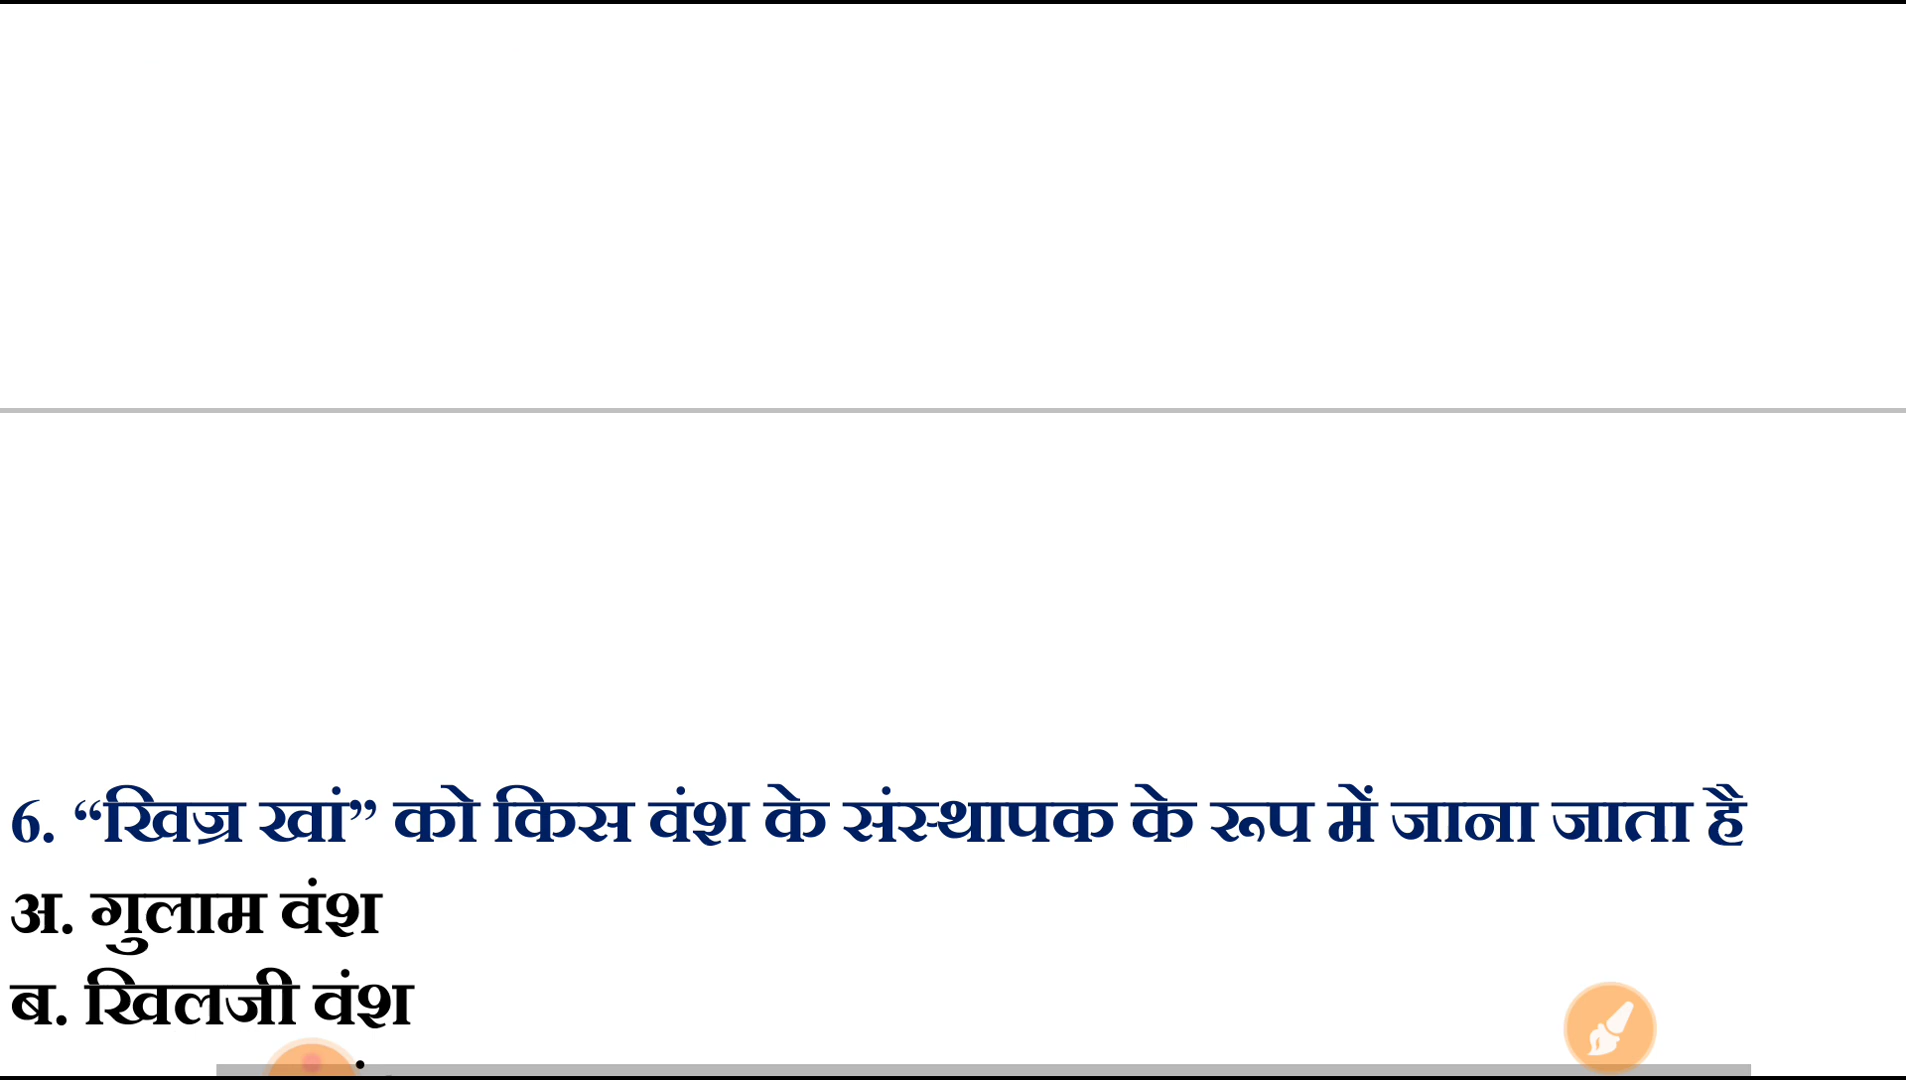 6. “खिज्र खां” को किस वंश के संस्थापक के रूप में जाना जाता है
अ. गुलाम वंश
ब. खिलजी वंश